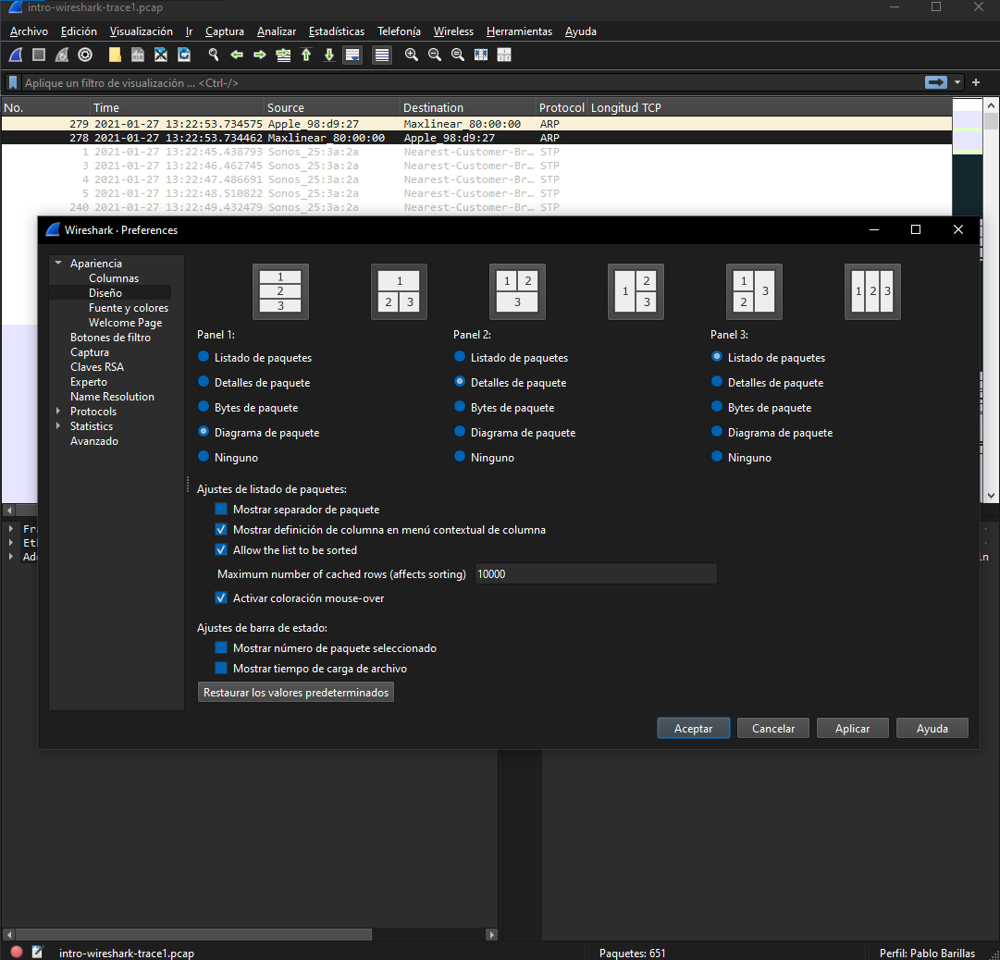 intro-wireshark-trace1.pcap
Archivo Edición Visualización Ir Captura Analizar Estadísticas Telefonía Wireless Herramientas Ayuda
Aplique un filtro de visualización ... <Ctrl-/>
No. Time Source Destination Protocol Longitud TCP
279 2021-01-27 13:22:53.734575 Apple_98:d9:27 Maxlinear_80:00:00 ARP
278 2021-01-27 13:22:53.734462 Maxlinear_80:00:00 Apple_98:d9:27 ARP
1 2021-01-27 13:22:45.438793 Sonos_25:3a:2a Nearest-Customer-Br… STP
3 2021-01-27 13:22:46.462745 Sonos_25:3a:2a Nearest-Customer-Br… STP
4 2021-01-27 13:22:47.486691 Sonos_25:3a:2a Nearest-Customer-Br… STP
5 2021-01-27 13:22:48.510822 Sonos_25:3a:2a Nearest-Customer-Br… STP
240 2021-01-27 13:22:49.432479 Sonos_25:3a:2a Nearest-Customer-Br… STP
Wireshark · Preferences
Apariencia
Columnas
Diseño
Fuente y colores
Welcome Page
Botones de filtro
Captura
Claves RSA
Experto
Name Resolution
Protocols
Statistics
Avanzado
1 2 3
1 2 3
1 2 3
1 2 3
1 2 3
1 2 3
Panel 1: Panel 2: Panel 3:
Listado de paquetes Listado de paquetes Listado de paquetes
Detalles de paquete Detalles de paquete Detalles de paquete
Bytes de paquete Bytes de paquete Bytes de paquete
Diagrama de paquete Diagrama de paquete Diagrama de paquete
Ninguno Ninguno Ninguno
Ajustes de listado de paquetes:
Mostrar separador de paquete
Mostrar definición de columna en menú contextual de columna
Allow the list to be sorted
Maximum number of cached rows (affects sorting) 10000
Activar coloración mouse-over
Ajustes de barra de estado:
Mostrar número de paquete seleccionado
Mostrar tiempo de carga de archivo
Restaurar los valores predeterminados
Aceptar Cancelar Aplicar Ayuda
Fr
Et
Ad
in
intro-wireshark-trace1.pcap Paquetes: 651 Perfil: Pablo Barillas